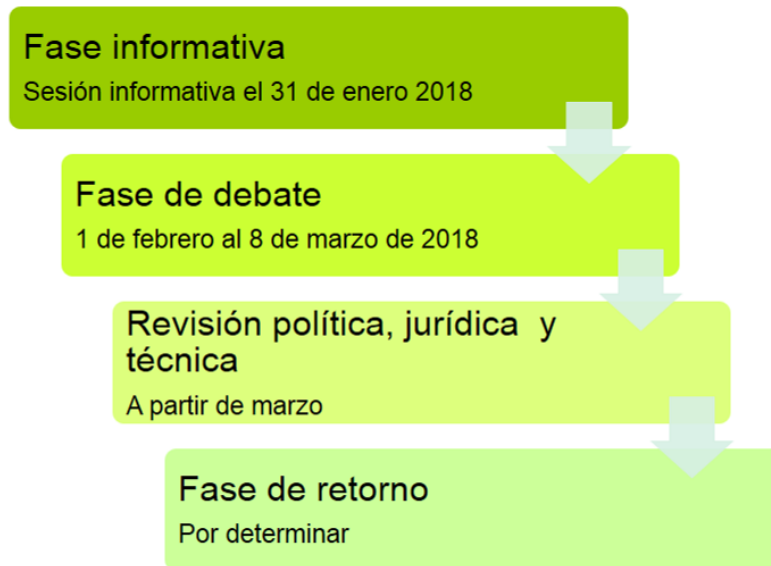 Fase informativa
Sesión informativa el 31 de enero 2018
Fase de debate
1 de febrero al 8 de marzo de 2018
Revisión política, jurídica y
técnica
A partir de marzo
Fase de retorno
Por determinar